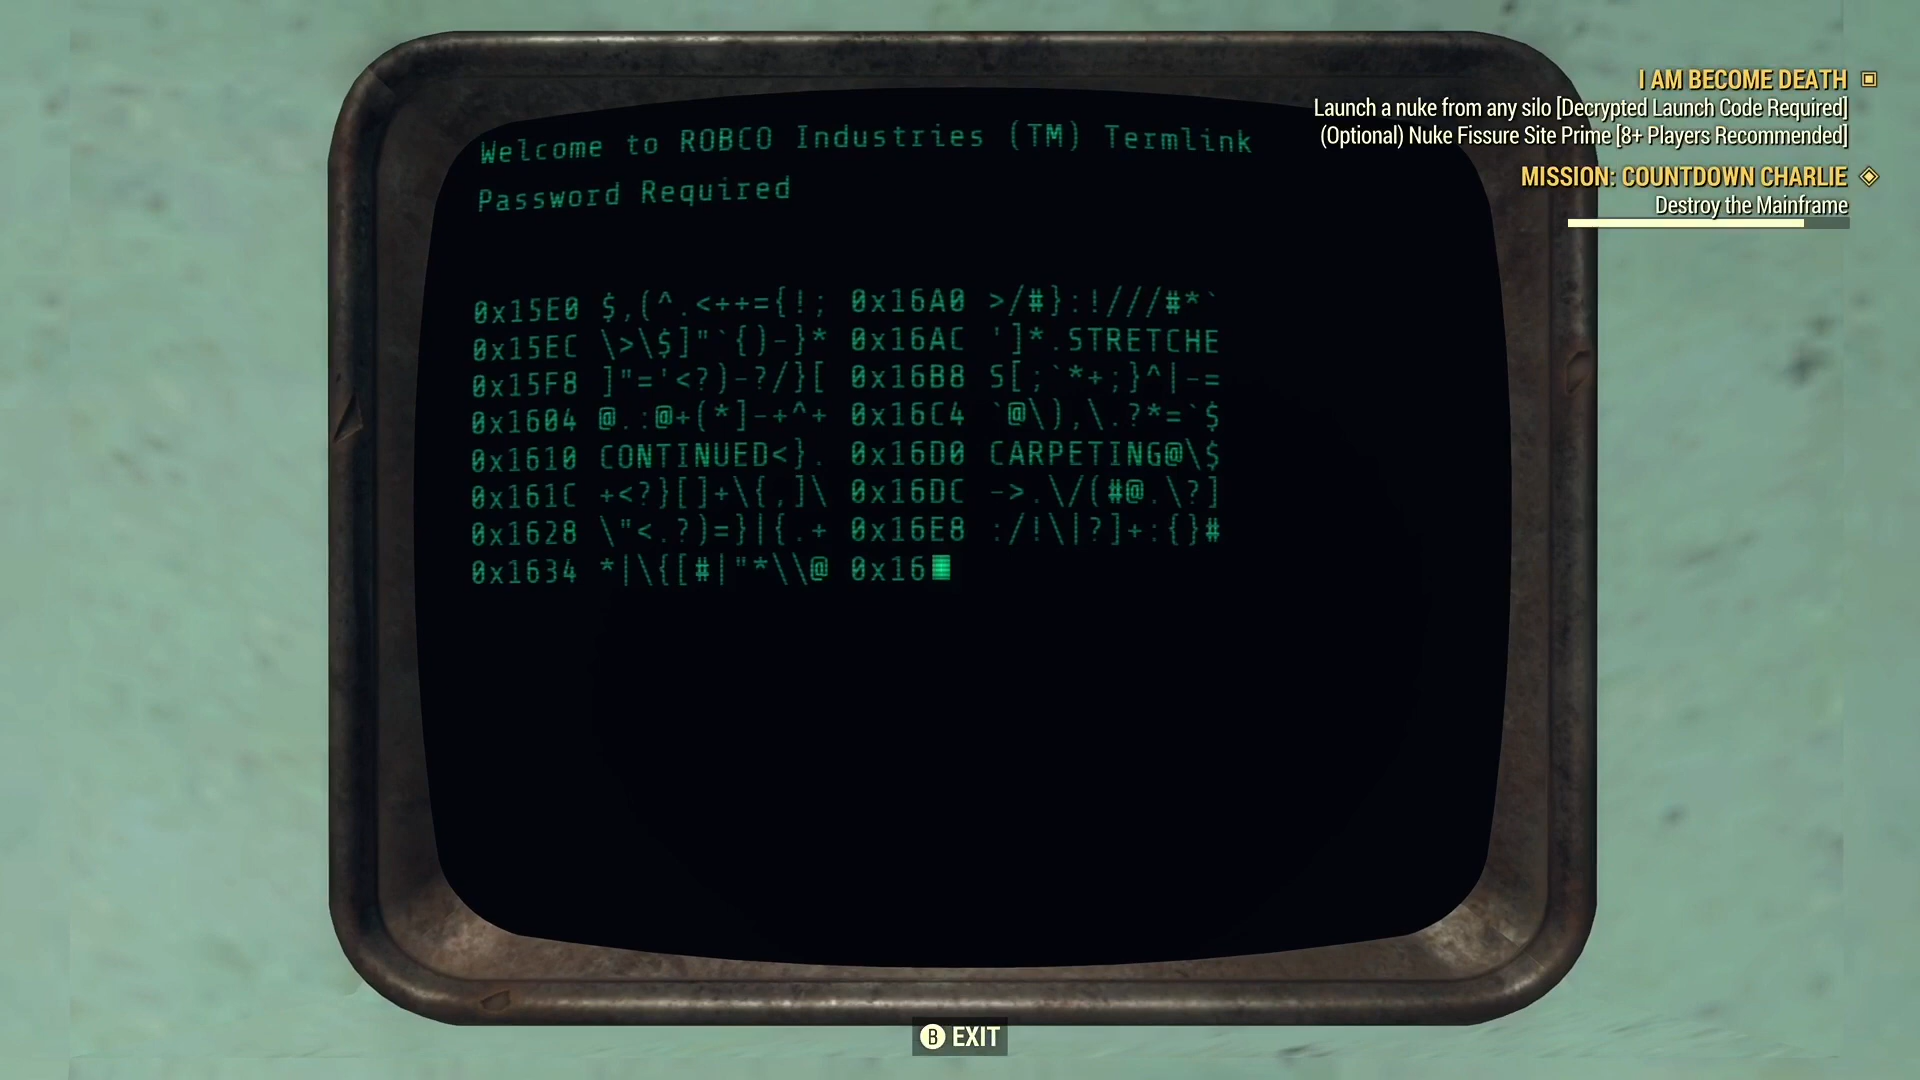 Welcome to ROBCO Industries (TM) Termlink
Password Required
0x15E0 $,(^.<++={!; 0x16A0 >/#}:!///#*`
0x15EC \>\$]"`{)-}* 0x16AC ']*.STRETCHE
0x15F8 ]"='<?)-?/}[ 0x16B8 S[;`*+;}^|-=
0x1604 @.:@+(*]-+^+ 0x16C4 `@\),\.?*=`$
0x1610 CONTINUED<}. 0x16D0 CARPETING@\$
0x161C +<?}[]+\{,]\ 0x16DC ->.\/(#@.\?]
0x1628 \"<.?)=}|{.+ 0x16E8 :/!\|?]+:{}#
0x1634 *|\{[#|"*\\@ 0x16
I AM BECOME DEATH
Launch a nuke from any silo [Decrypted Launch Code Required]
(Optional) Nuke Fissure Site Prime [8+ Players Recommended]
MISSION: COUNTDOWN CHARLIE
Destroy the Mainframe
B EXIT